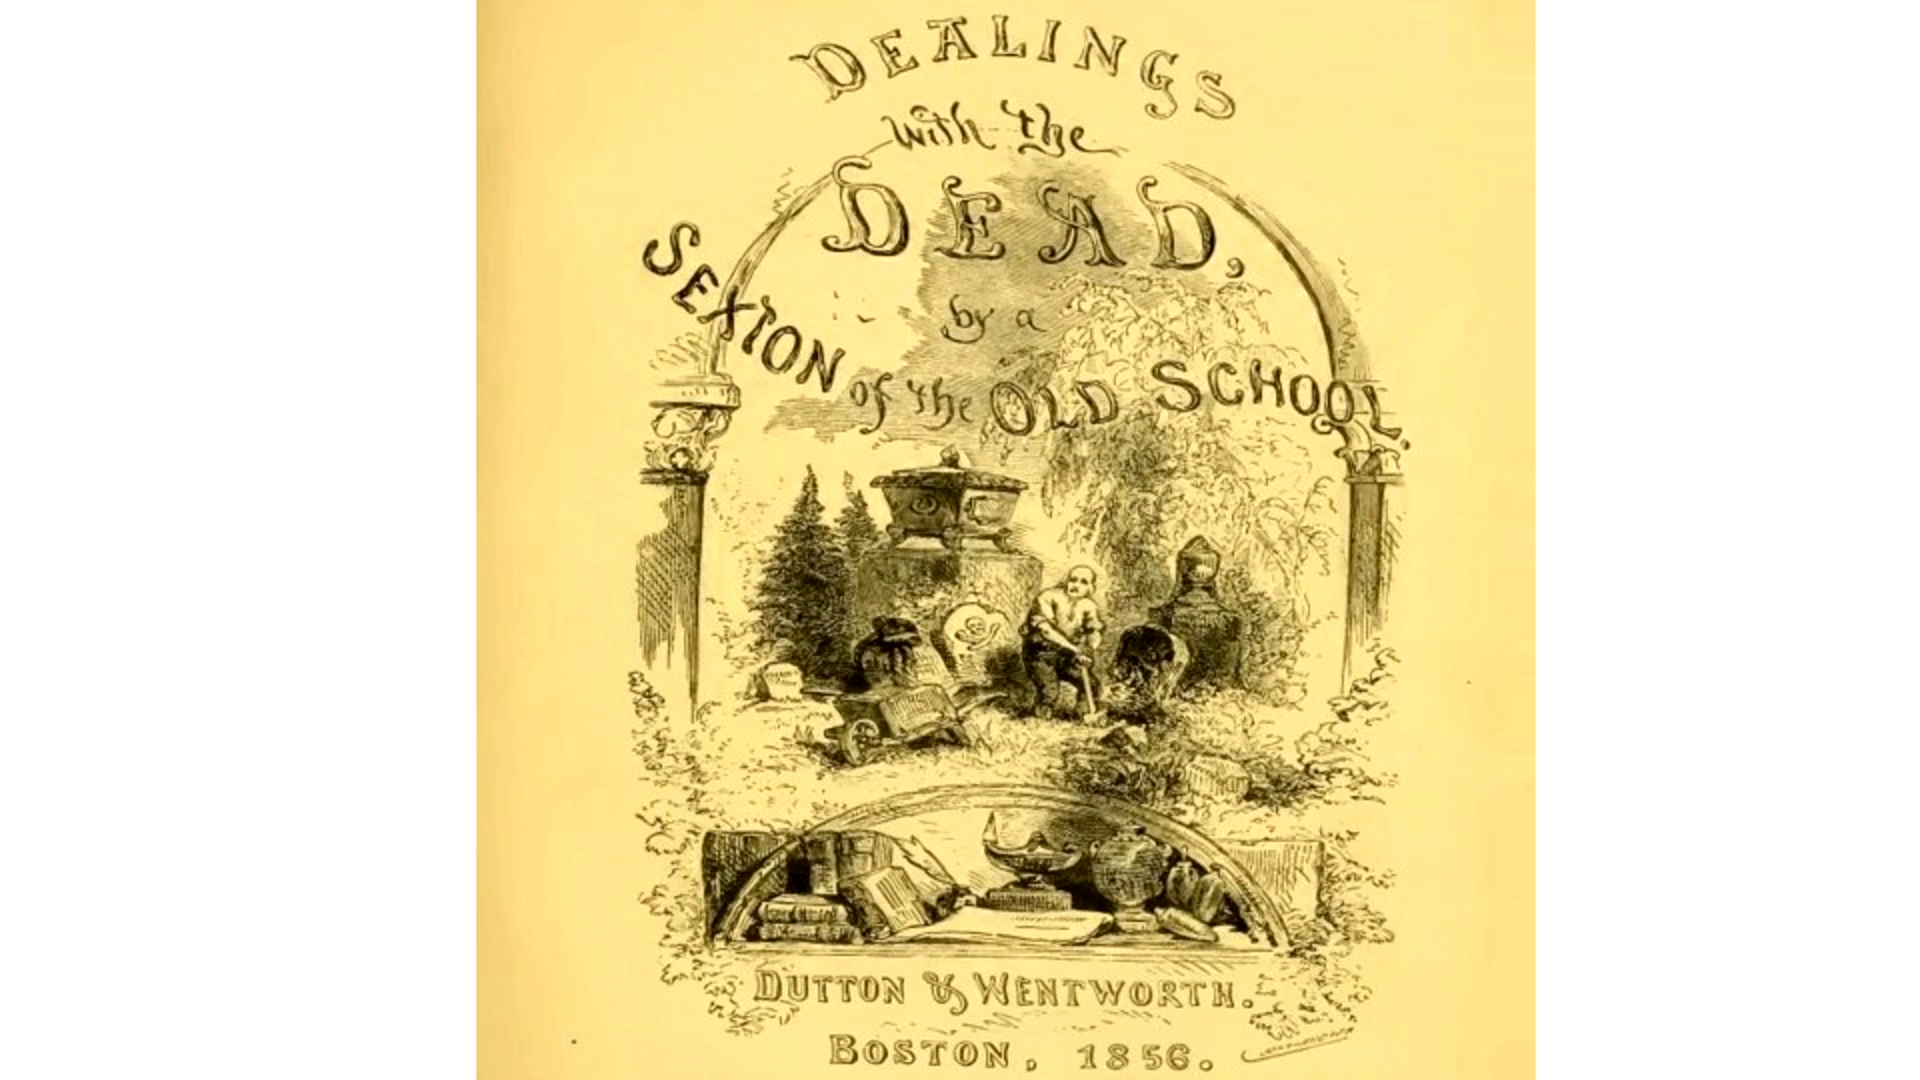 DEALINGS
with the
DEAD,
by a
SEXTON of the OLD SCHOOL.
DUTTON & WENTWORTH.
BOSTON, 1856.